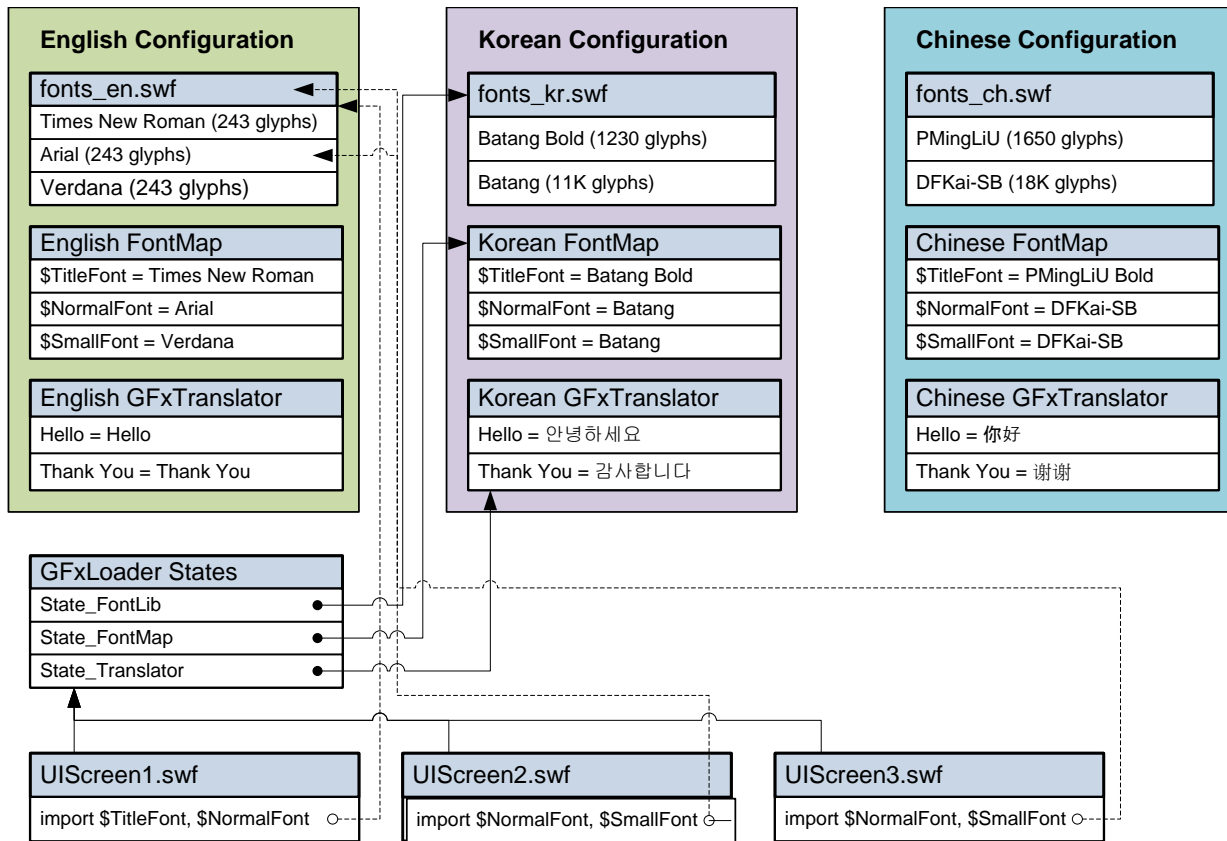 English Configuration
fonts_en.swf
Times New Roman (243 glyphs)
Arial (243 glyphs)
Verdana (243 glyphs)
English FontMap
$TitleFont = Times New Roman
$NormalFont = Arial
$SmallFont = Verdana
English GFxTranslator
Hello = Hello
Thank You = Thank You
Korean Configuration
fonts_kr.swf
Batang Bold (1230 glyphs)
Batang (11K glyphs)
Korean FontMap
$TitleFont = Batang Bold
$NormalFont = Batang
$SmallFont = Batang
Korean GFxTranslator
Hello = 안녕하세요
Thank You = 감사합니다
Chinese Configuration
fonts_ch.swf
PMingLiU (1650 glyphs)
DFKai-SB (18K glyphs)
Chinese FontMap
$TitleFont = PMingLiU Bold
$NormalFont = DFKai-SB
$SmallFont = DFKai-SB
Chinese GFxTranslator
Hello = 你好
Thank You = 谢谢
GFxLoader States
State_FontLib
State_FontMap
State_Translator
UIScreen1.swf
import $TitleFont, $NormalFont
UIScreen2.swf
import $NormalFont, $SmallFont
UIScreen3.swf
import $NormalFont, $SmallFont